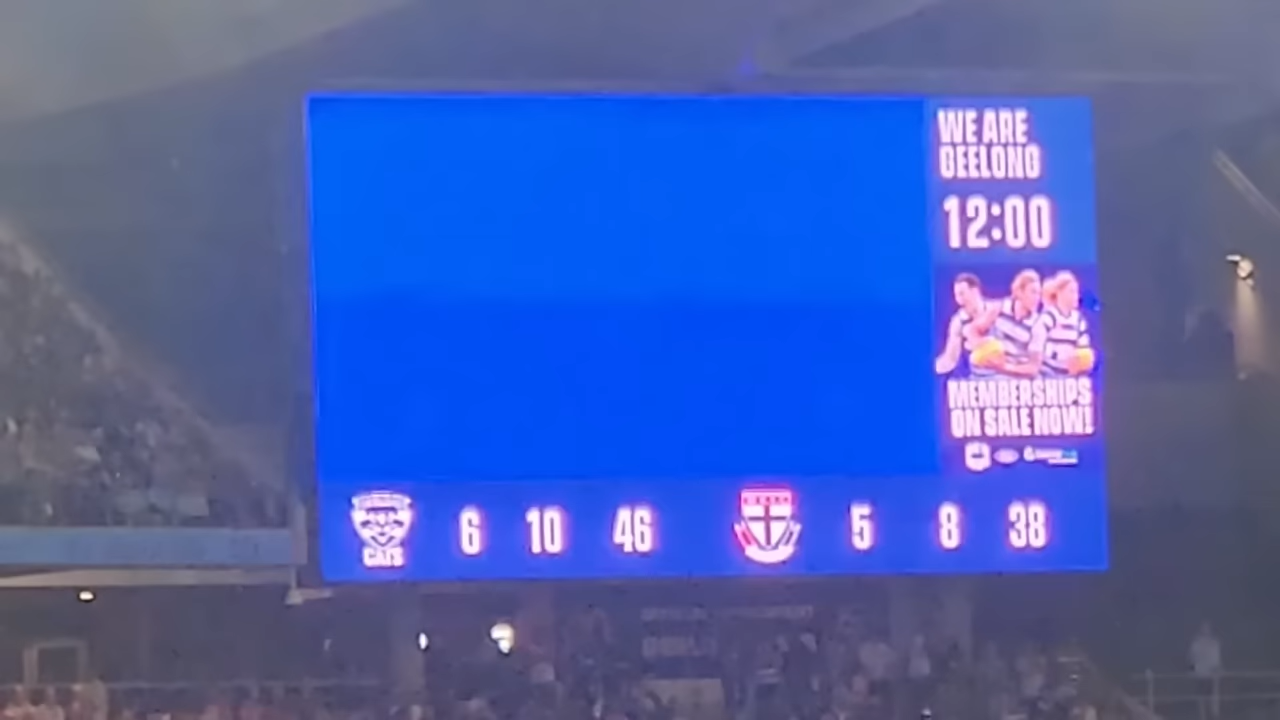 WE ARE
GEELONG
12:00
MEMBERSHIPS
ON SALE NOW!
CATS 6 10 46 5 8 38